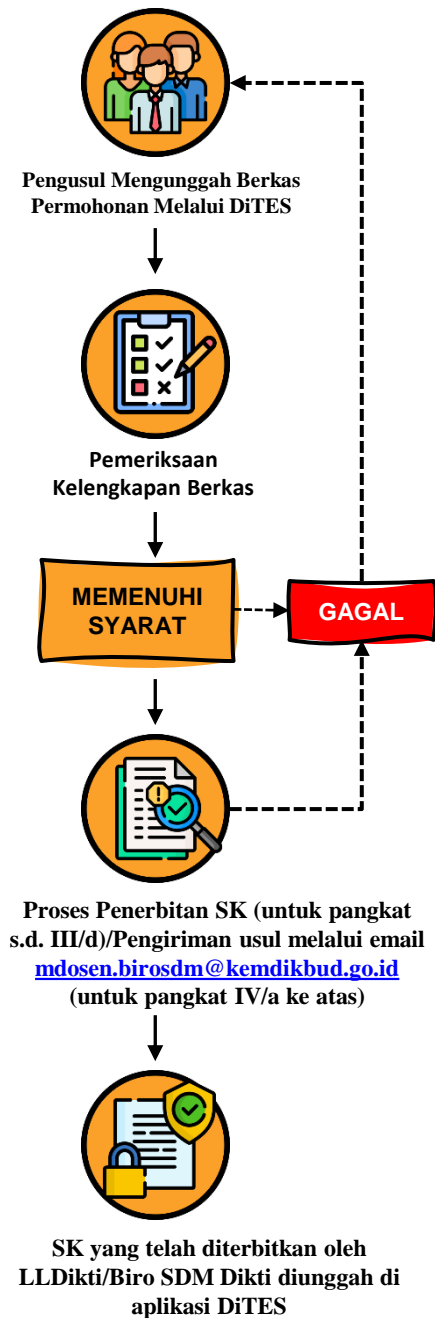 Pengusul Mengunggah Berkas
Permohonan Melalui DiTES
Pemeriksaan
Kelengkapan Berkas
MEMENUHI
SYARAT
GAGAL
Proses Penerbitan SK (untuk pangkat
s.d. III/d)/Pengiriman usul melalui email
mdosen.birosdm@kemdikbud.go.id
(untuk pangkat IV/a ke atas)
SK yang telah diterbitkan oleh
LLDikti/Biro SDM Dikti diunggah di
aplikasi DiTES